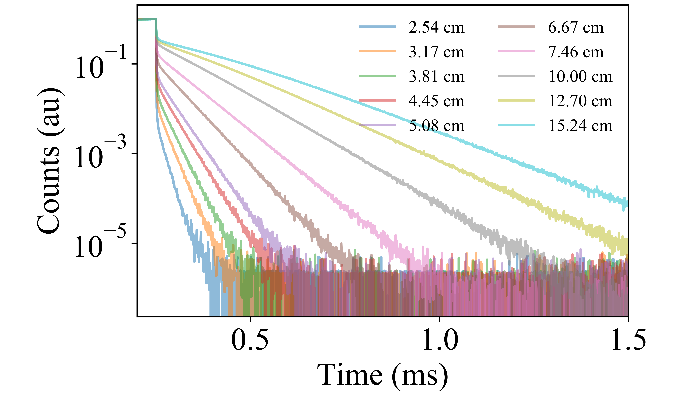 2.54 cm
3.17 cm
3.81 cm
4.45 cm
5.08 cm
6.67 cm
7.46 cm
10.00 cm
12.70 cm
15.24 cm
Counts (au)
10⁻¹
10⁻³
10⁻⁵
0.5
1.0
1.5
Time (ms)